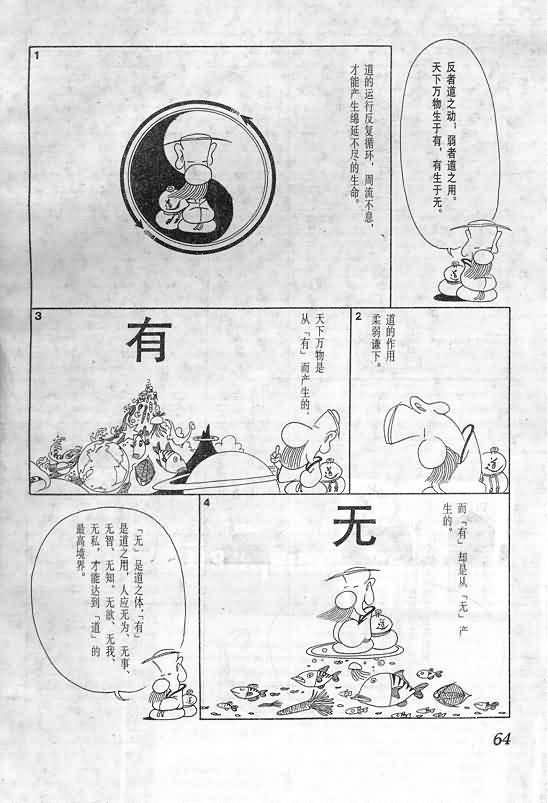 反者道之动；弱者道之用。
天下万物生于有，有生于无。
道
1
道的运行反复循环，周流不息，
才能产生绵延不尽的生命。
道
2
道的作用
柔弱谦下。
道
3
天下万物是
从「有」而产生的，
有
道
4
而「有」却是从「无」产
生的。
无
道
「无」是道之体，「有」
是道之用，人应无为、无事、
无智、无知、无欲、无我、
无私，才能达到「道」的
最高境界。
道
64